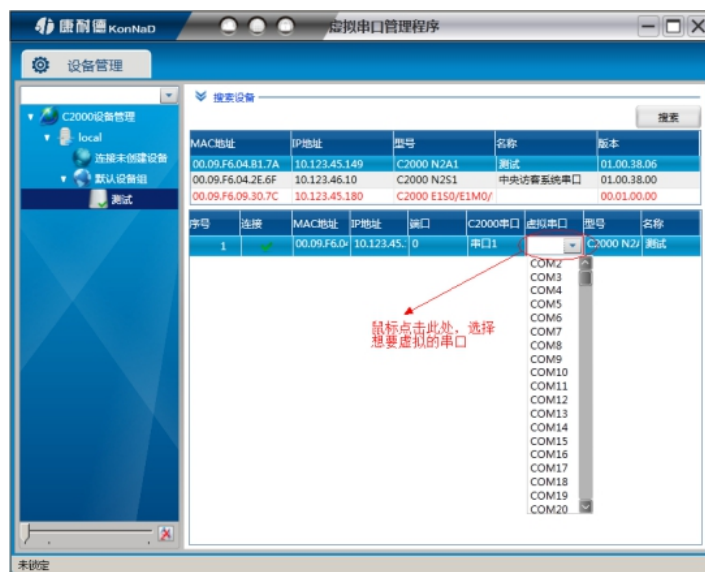 康耐德 KonNaD 虚拟串口管理程序
设备管理
搜索设备
搜索
C2000设备管理
local
连接未创建设备
默认设备组
测试
MAC地址 IP地址 型号 名称 版本
00.09.F6.04.81.7A 10.123.45.149 C2000 N2A1 测试 01.00.38.06
00.09.F6.04.2E.6F 10.123.46.10 C2000 N2S1 中央访客系统串口 01.00.38.00
00.09.F6.09.30.7C 10.123.45.180 C2000 E1S0/E1M0/ 00.01.00.00
序号 连接 MAC地址 IP地址 端口 C2000串口 虚拟串口 型号 名称
1 00.09.F6.04 10.123.45. 0 串口1 C2000 N2 测试
COM2
COM3
COM4
COM5
COM6
COM7
COM8
COM9
COM10
COM11
COM12
COM13
COM14
COM15
COM16
COM17
COM18
COM19
COM20
鼠标点击此处，选择
想要虚拟的串口
未锁定